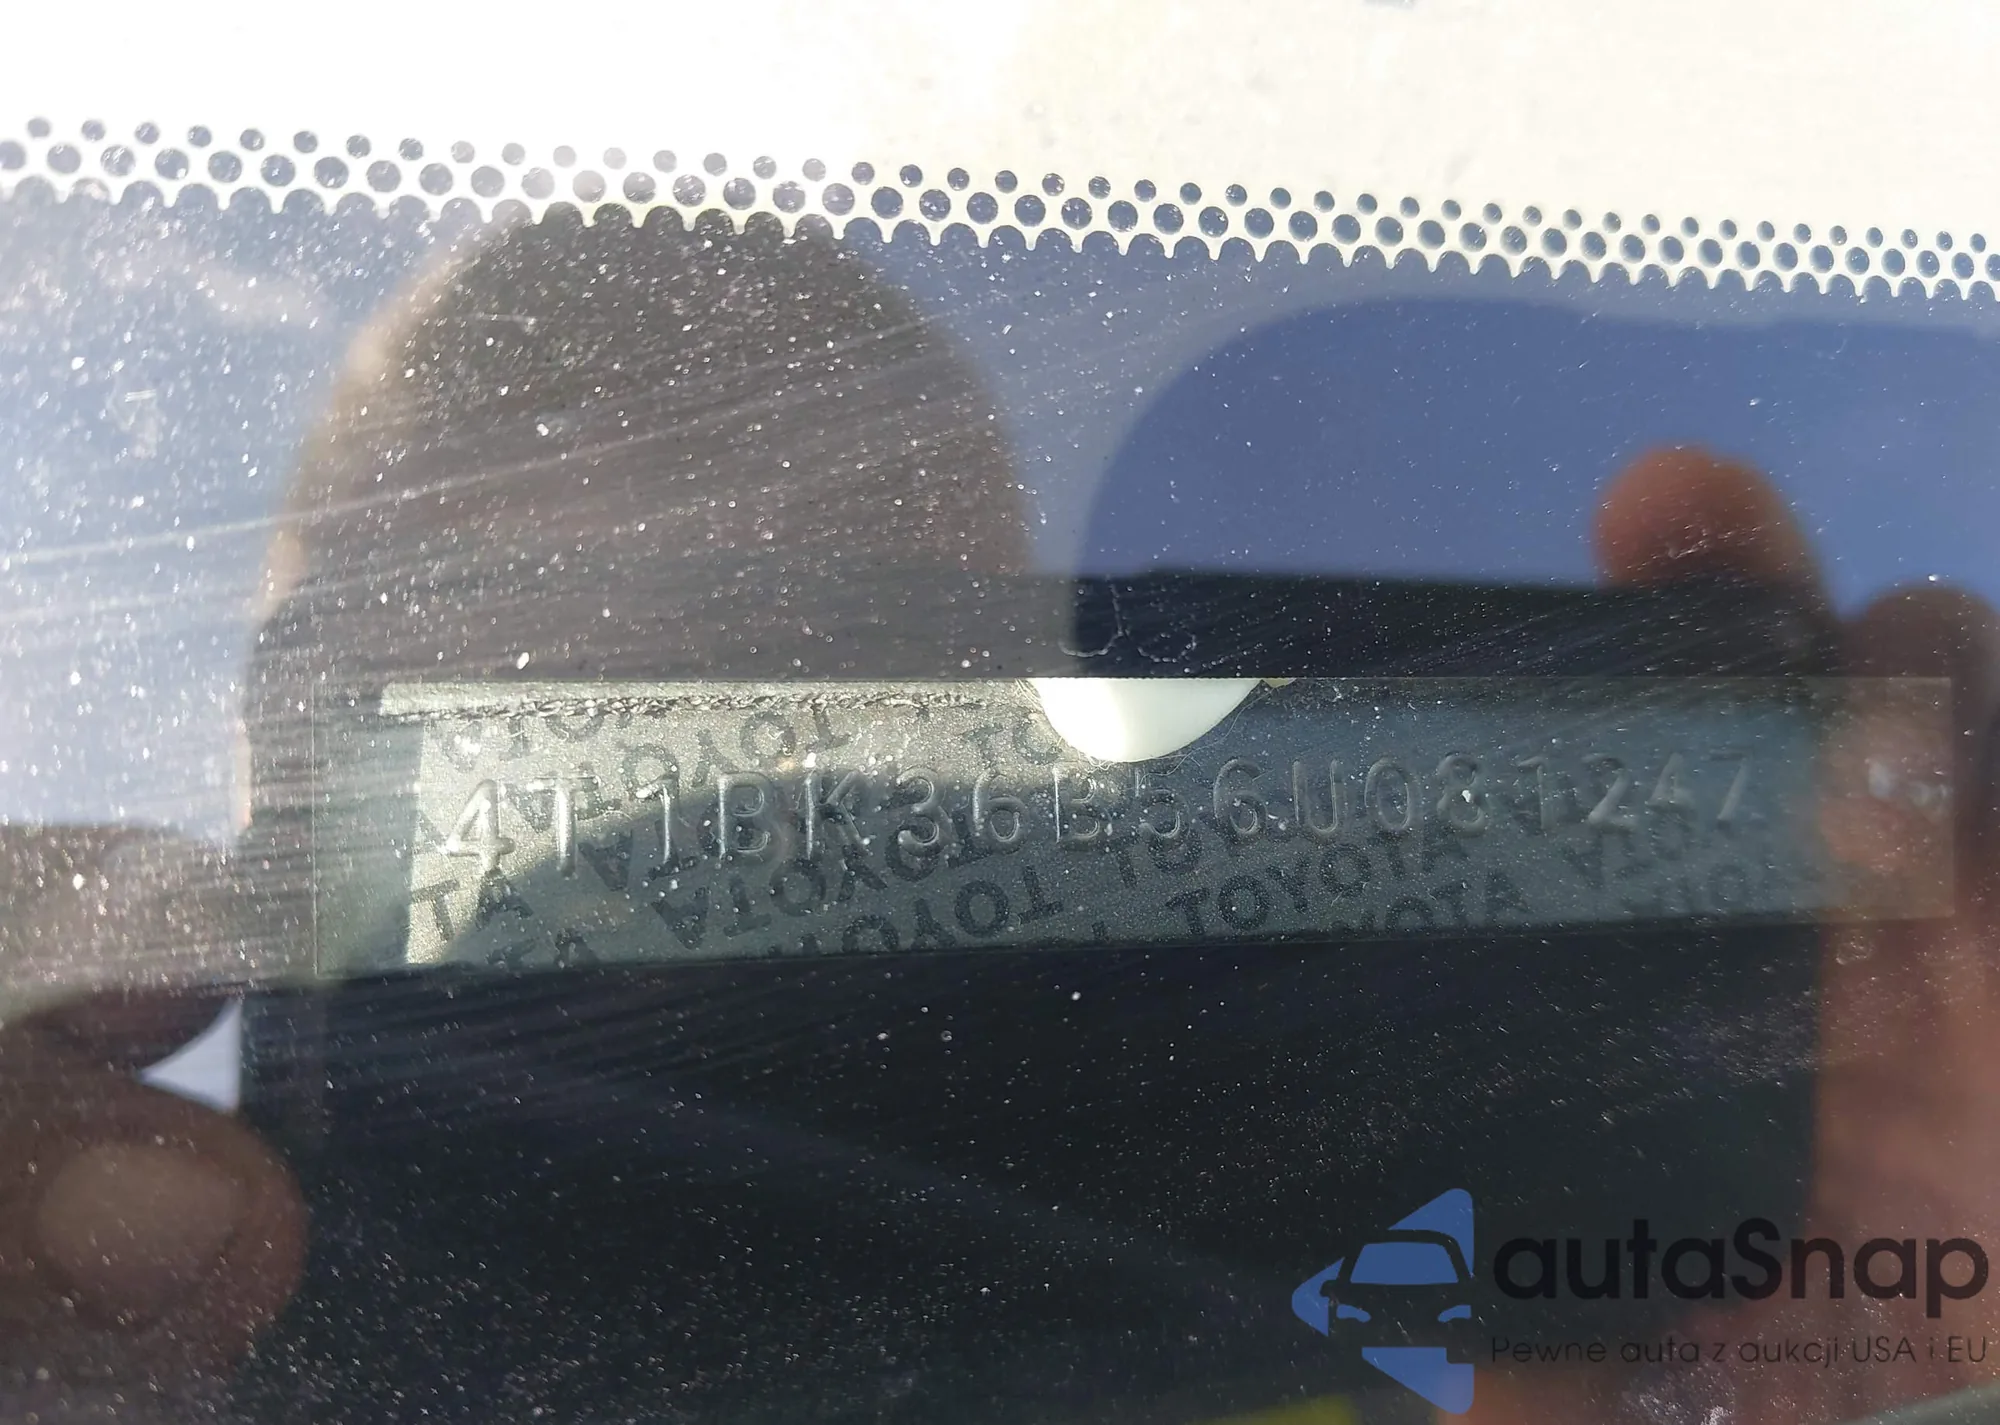 4T1BK36B56U081247
TOYOTA
autaSnap
Pewne auta z aukcji USA i EU